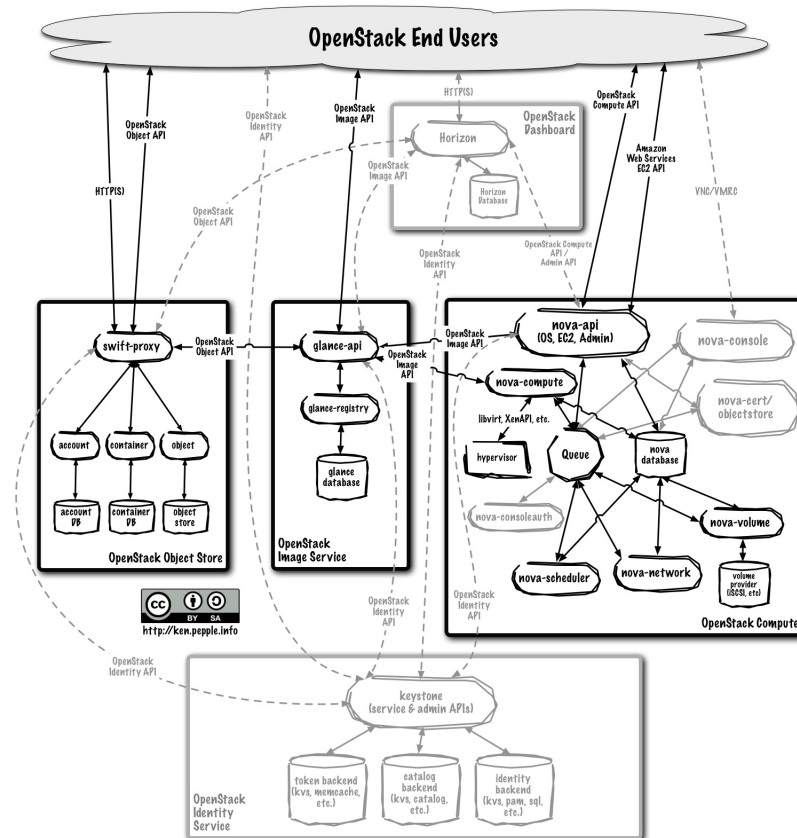 OpenStack End Users
HTTP(S)
OpenStack
Object API
OpenStack
Identity
API
OpenStack
Image API
HTTP(S)
OpenStack
Compute API
Amazon
Web Services
EC2 API
VNC/VMRC
OpenStack
Dashboard
Horizon
Horizon
Database
OpenStack
Image API
OpenStack
Object API
OpenStack
Identity
API
OpenStack Compute
API /
Admin API
swift-proxy
account
container
object
account
DB
container
DB
object
store
OpenStack Object Store
OpenStack
Object API
glance-api
glance-registry
glance
database
OpenStack
Image Service
OpenStack
Image API
OpenStack
Image
API
nova-api
(OS, EC2, Admin)
nova-console
nova-compute
nova-cert/
objectstore
libvirt, XenAPI, etc.
hypervisor
Queue
nova
database
nova-consoleauth
nova-volume
nova-scheduler
nova-network
volume
provider
(iSCSI, etc)
OpenStack Compute
cc
BY SA
http://ken.pepple.info
OpenStack
Identity API
OpenStack
Identity
API
OpenStack
Identity
API
keystone
(service & admin APIs)
token backend
(kvs, memcache,
etc.)
catalog
backend
(kvs, catalog,
etc.)
identity
backend
(kvs, pam, sql,
etc.)
OpenStack
Identity
Service